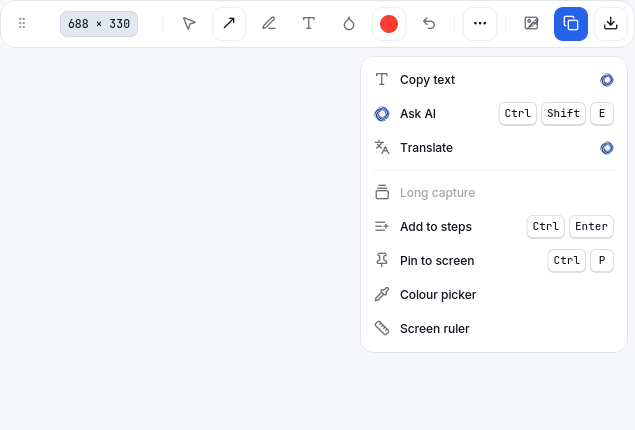 688 × 330
Copy text
Ask AI Ctrl Shift E
Translate
Long capture
Add to steps Ctrl Enter
Pin to screen Ctrl P
Colour picker
Screen ruler